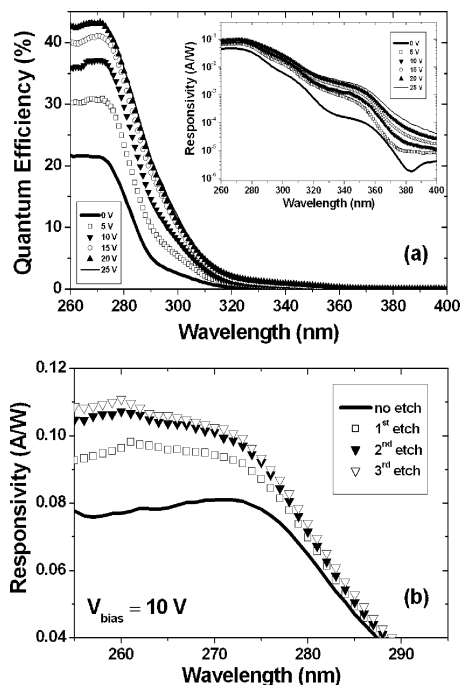 (a)
Quantum Efficiency (%)
40
30
20
10
0
260 280 300 320 340 360 380 400
Wavelength (nm)
0 V
5 V
10 V
15 V
20 V
25 V
Responsivity (A/W)
10⁻¹
10⁻²
10⁻³
10⁻⁴
10⁻⁵
10⁻⁶
260 280 300 320 340 360 380 400
Wavelength (nm)
0 V
5 V
10 V
15 V
20 V
25 V
(b)
Responsivity (A/W)
0.12
0.10
0.08
0.06
0.04
260 270 280 290
Wavelength (nm)
no etch
1st etch
2nd etch
3rd etch
Vbias = 10 V